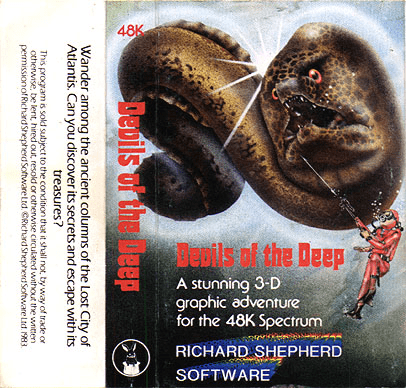 Wander among the ancient columns of the Lost City of
Atlantis. Can you discover its secrets and escape with its
treasures?
This program is sold subject to the condition that it shall not, by way of trade or
otherwise, be lent, hired out, resold or otherwise circulated without the written
permission of Richard Shepherd Software Ltd. ©Richard Shepherd Software Ltd. 1983.
48K
Devils of the Deep
Devils of the Deep
A stunning 3-D
graphic adventure
for the 48K Spectrum
RICHARD SHEPHERD
SOFTWARE